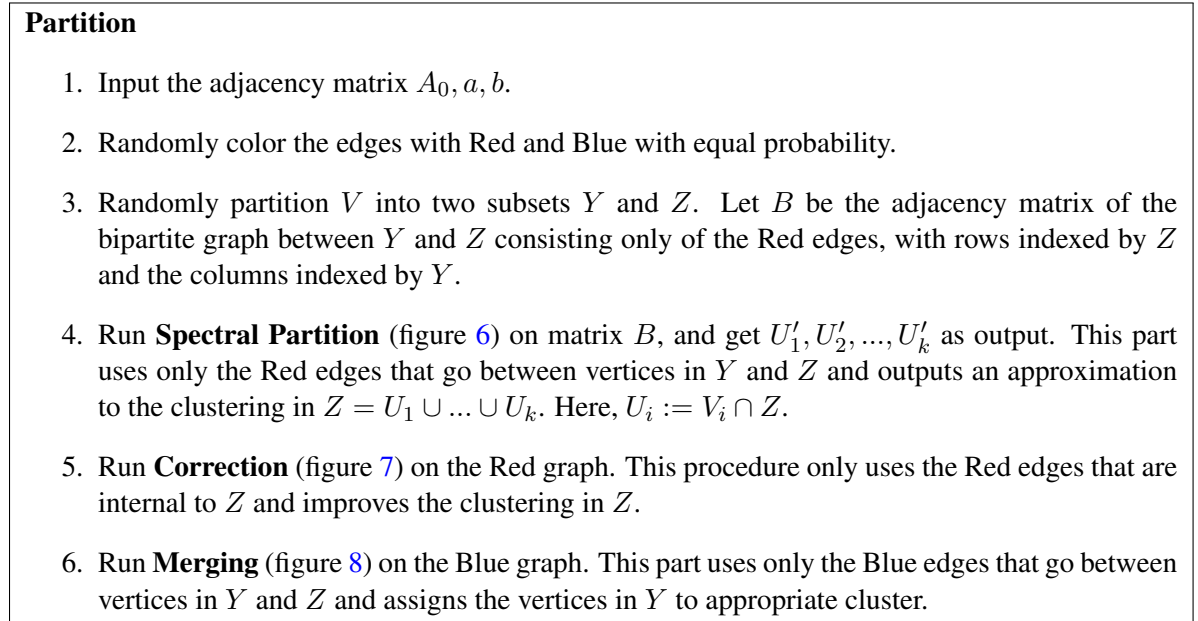 Partition
1. Input the adjacency matrix A₀, a, b.
2. Randomly color the edges with Red and Blue with equal probability.
3. Randomly partition V into two subsets Y and Z. Let B be the adjacency matrix of the
bipartite graph between Y and Z consisting only of the Red edges, with rows indexed by Z
and the columns indexed by Y.
4. Run Spectral Partition (figure 6) on matrix B, and get U′₁, U′₂, ..., U′ₖ as output. This part
uses only the Red edges that go between vertices in Y and Z and outputs an approximation
to the clustering in Z = U₁ ∪ ... ∪ Uₖ. Here, Uᵢ := Vᵢ ∩ Z.
5. Run Correction (figure 7) on the Red graph. This procedure only uses the Red edges that are
internal to Z and improves the clustering in Z.
6. Run Merging (figure 8) on the Blue graph. This part uses only the Blue edges that go between
vertices in Y and Z and assigns the vertices in Y to appropriate cluster.